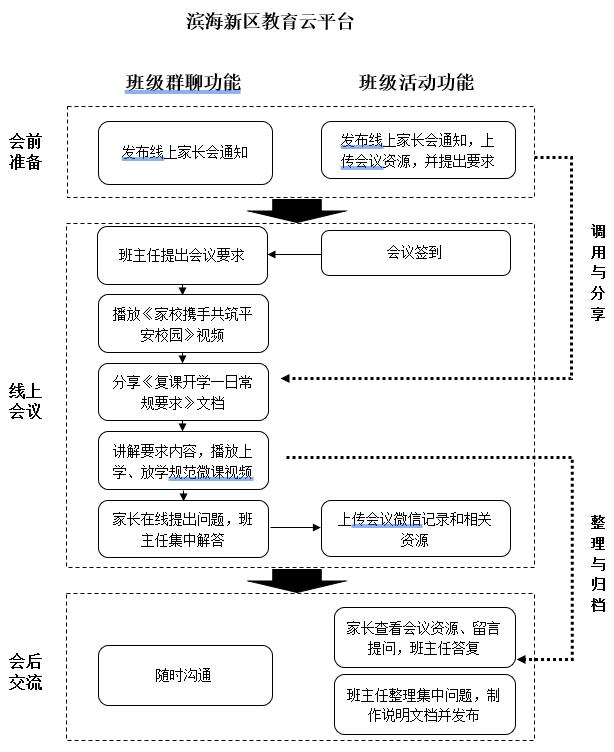 滨海新区教育云平台
班级群聊功能
班级活动功能
会前
准备
发布线上家长会通知
发布线上家长会通知，上
传会议资源，并提出要求
调
用
与
分
享
线上
会议
班主任提出会议要求
会议签到
播放《家校携手共筑平
安校园》视频
分享《复课开学一日常
规要求》文档
讲解要求内容，播放上
学、放学规范微课视频
家长在线提出问题，班
主任集中解答
上传会议微信记录和相关
资源
整
理
与
归
档
会后
交流
随时沟通
家长查看会议资源、留言
提问，班主任答复
班主任整理集中问题，制
作说明文档并发布